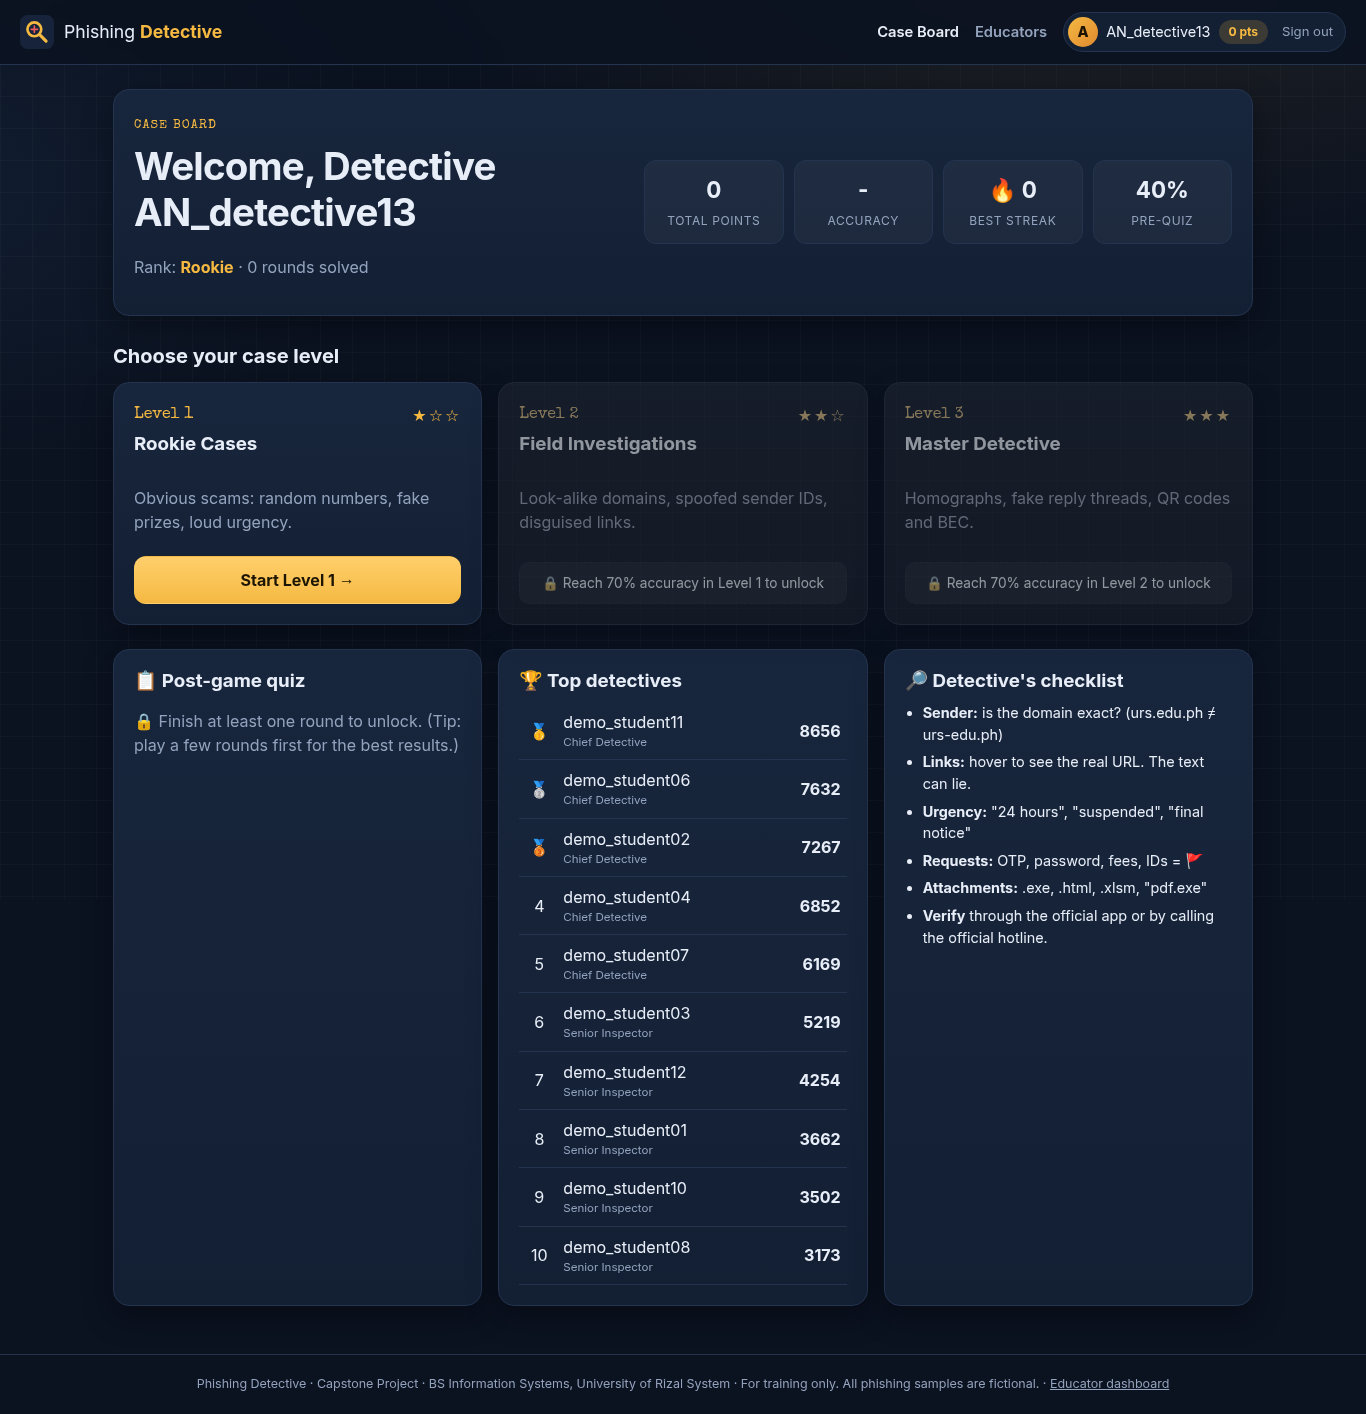 Phishing Detective
Case Board
Educators
A
AN_detective13
0 pts
Sign out
CASE BOARD
Welcome, Detective
AN_detective13
Rank: Rookie · 0 rounds solved
0
TOTAL POINTS
-
ACCURACY
🔥 0
BEST STREAK
40%
PRE-QUIZ
Choose your case level
Level 1
★☆☆
Rookie Cases
Obvious scams: random numbers, fake
prizes, loud urgency.
Start Level 1 →
Level 2
★★☆
Field Investigations
Look-alike domains, spoofed sender IDs,
disguised links.
🔒 Reach 70% accuracy in Level 1 to unlock
Level 3
★★★
Master Detective
Homographs, fake reply threads, QR codes
and BEC.
🔒 Reach 70% accuracy in Level 2 to unlock
📋 Post-game quiz
🔒 Finish at least one round to unlock. (Tip:
play a few rounds first for the best results.)
🏆 Top detectives
🥇 demo_student11 8656
Chief Detective
🥈 demo_student06 7632
Chief Detective
🥉 demo_student02 7267
Chief Detective
4 demo_student04 6852
Chief Detective
5 demo_student07 6169
Chief Detective
6 demo_student03 5219
Senior Inspector
7 demo_student12 4254
Senior Inspector
8 demo_student01 3662
Senior Inspector
9 demo_student10 3502
Senior Inspector
10 demo_student08 3173
Senior Inspector
🔎 Detective's checklist
• Sender: is the domain exact? (urs.edu.ph ≠
urs-edu.ph)
• Links: hover to see the real URL. The text
can lie.
• Urgency: "24 hours", "suspended", "final
notice"
• Requests: OTP, password, fees, IDs = 🚩
• Attachments: .exe, .html, .xlsm, "pdf.exe"
• Verify through the official app or by calling
the official hotline.
Phishing Detective · Capstone Project · BS Information Systems, University of Rizal System · For training only. All phishing samples are fictional. · Educator dashboard